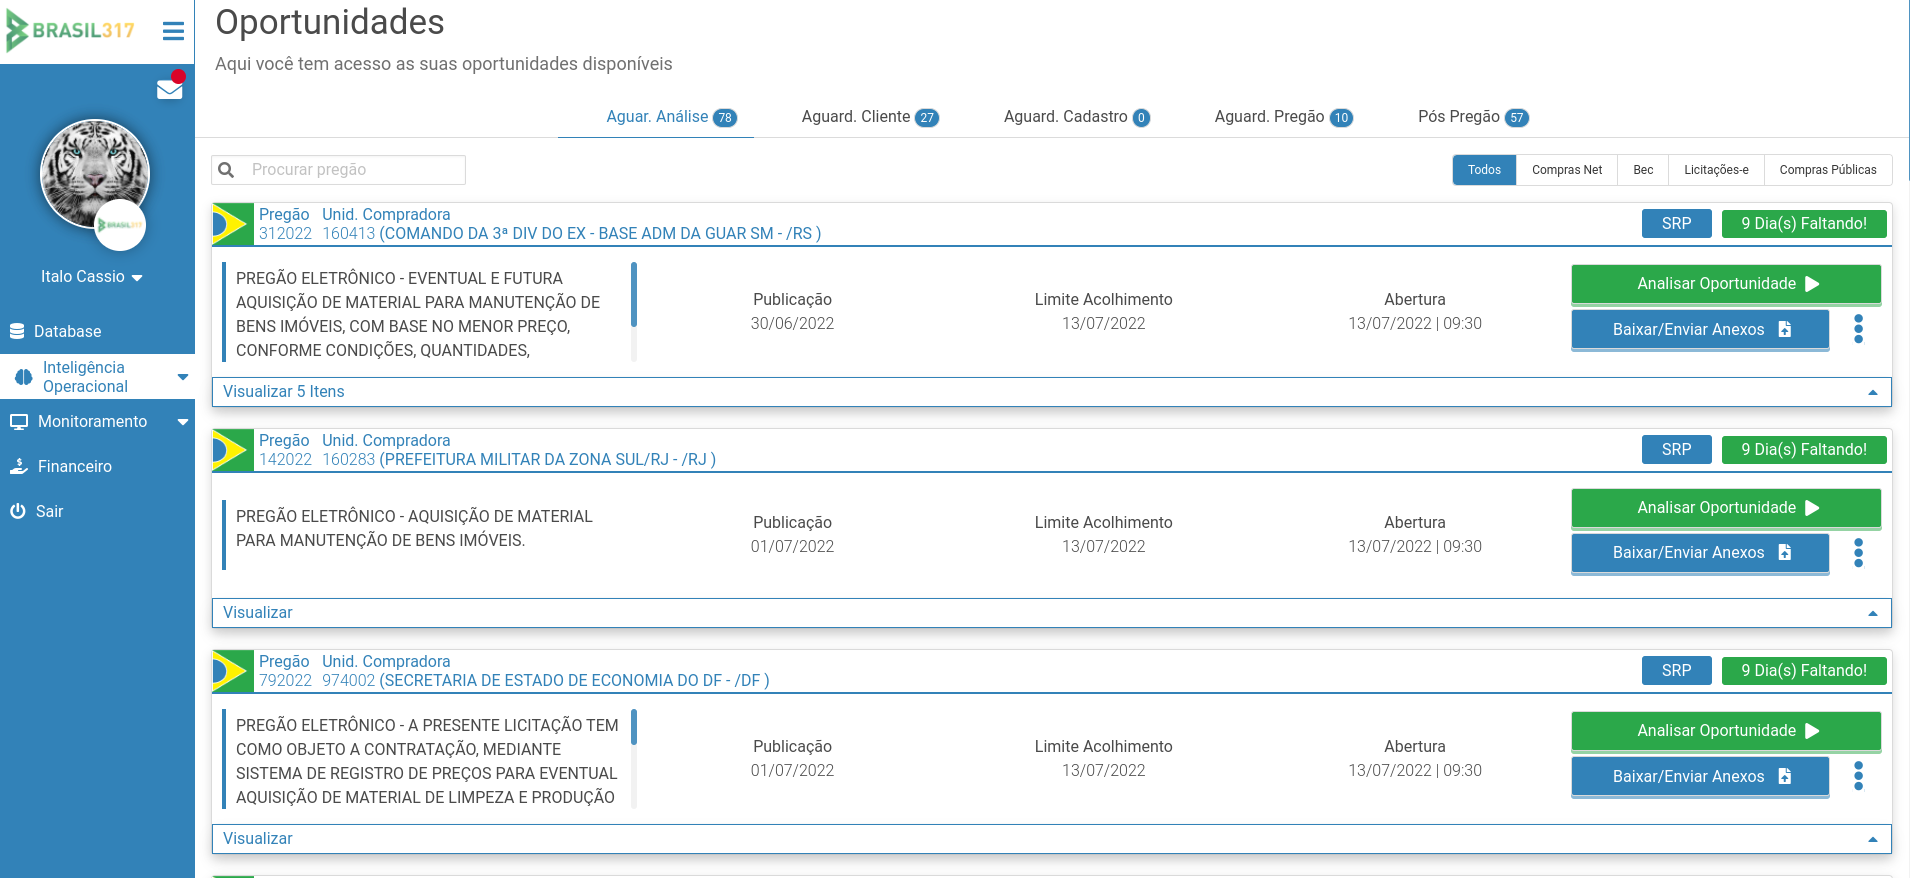 BRASIL317
BRASIL317
Italo Cassio
Database
Inteligência
Operacional
Monitoramento
Financeiro
Sair
Oportunidades
Aqui você tem acesso as suas oportunidades disponíveis
Aguar. Análise 78
Aguard. Cliente 27
Aguard. Cadastro 0
Aguard. Pregão 10
Pós Pregão 57
Procurar pregão
Todos
Compras Net
Bec
Licitações-e
Compras Públicas
Pregão Unid. Compradora
312022 160413 (COMANDO DA 3ª DIV DO EX - BASE ADM DA GUAR SM - /RS )
SRP
9 Dia(s) Faltando!
PREGÃO ELETRÔNICO - EVENTUAL E FUTURA
AQUISIÇÃO DE MATERIAL PARA MANUTENÇÃO DE
BENS IMÓVEIS, COM BASE NO MENOR PREÇO,
CONFORME CONDIÇÕES, QUANTIDADES,
Publicação
30/06/2022
Limite Acolhimento
13/07/2022
Abertura
13/07/2022 | 09:30
Analisar Oportunidade
Baixar/Enviar Anexos
Visualizar 5 Itens
Pregão Unid. Compradora
142022 160283 (PREFEITURA MILITAR DA ZONA SUL/RJ - /RJ )
SRP
9 Dia(s) Faltando!
PREGÃO ELETRÔNICO - AQUISIÇÃO DE MATERIAL
PARA MANUTENÇÃO DE BENS IMÓVEIS.
Publicação
01/07/2022
Limite Acolhimento
13/07/2022
Abertura
13/07/2022 | 09:30
Analisar Oportunidade
Baixar/Enviar Anexos
Visualizar
Pregão Unid. Compradora
792022 974002 (SECRETARIA DE ESTADO DE ECONOMIA DO DF - /DF )
SRP
9 Dia(s) Faltando!
PREGÃO ELETRÔNICO - A PRESENTE LICITAÇÃO TEM
COMO OBJETO A CONTRATAÇÃO, MEDIANTE
SISTEMA DE REGISTRO DE PREÇOS PARA EVENTUAL
AQUISIÇÃO DE MATERIAL DE LIMPEZA E PRODUÇÃO
Publicação
01/07/2022
Limite Acolhimento
13/07/2022
Abertura
13/07/2022 | 09:30
Analisar Oportunidade
Baixar/Enviar Anexos
Visualizar